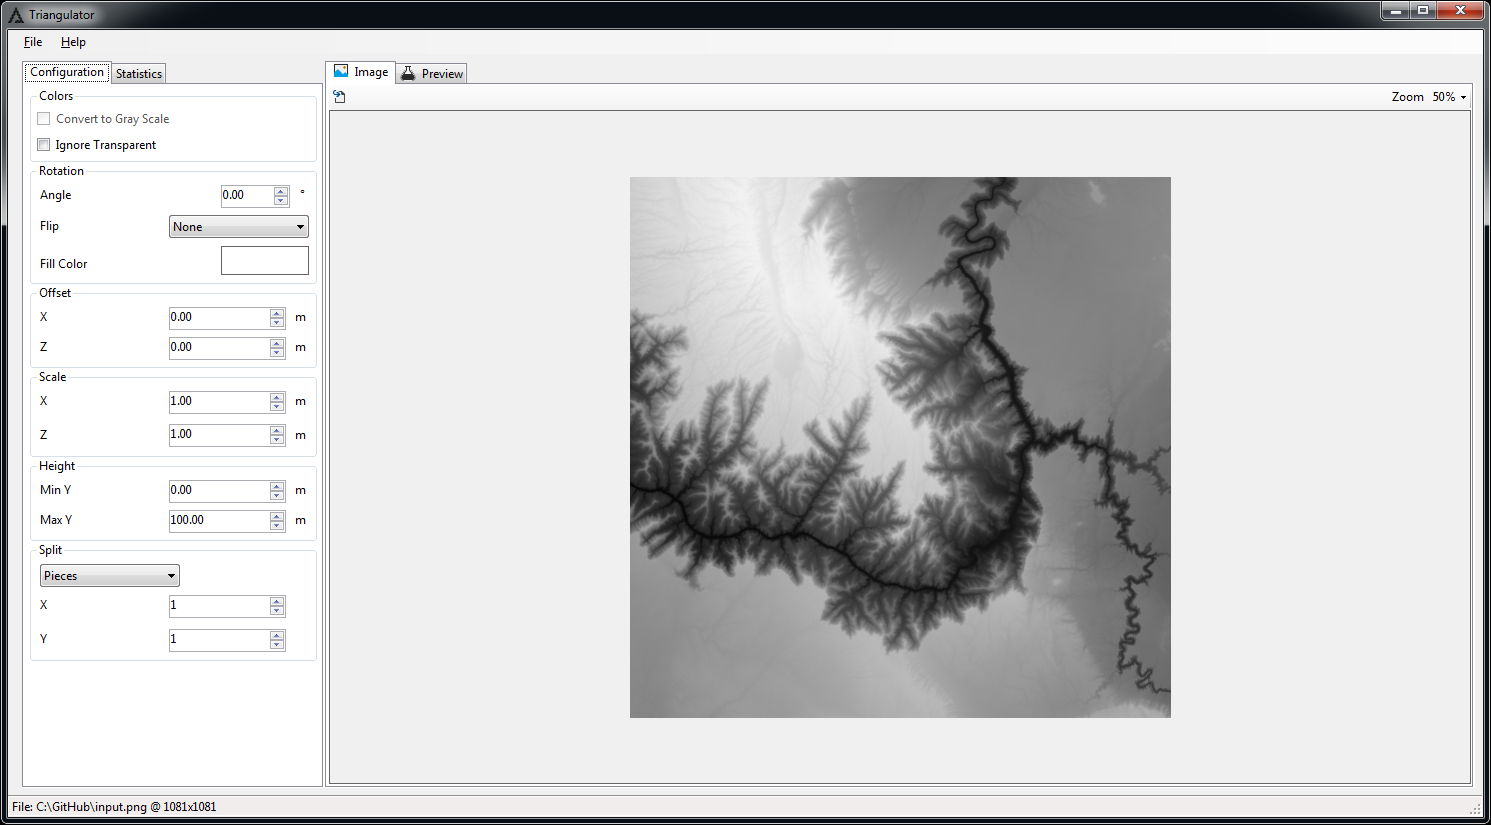 Triangulator
File Help
Configuration Statistics
Image Preview
Zoom 50%
Colors
Convert to Gray Scale
Ignore Transparent
Rotation
Angle 0.00 °
Flip None
Fill Color
Offset
X 0.00 m
Z 0.00 m
Scale
X 1.00 m
Z 1.00 m
Height
Min Y 0.00 m
Max Y 100.00 m
Split
Pieces
X 1
Y 1
File: C:\GitHub\input.png @ 1081x1081